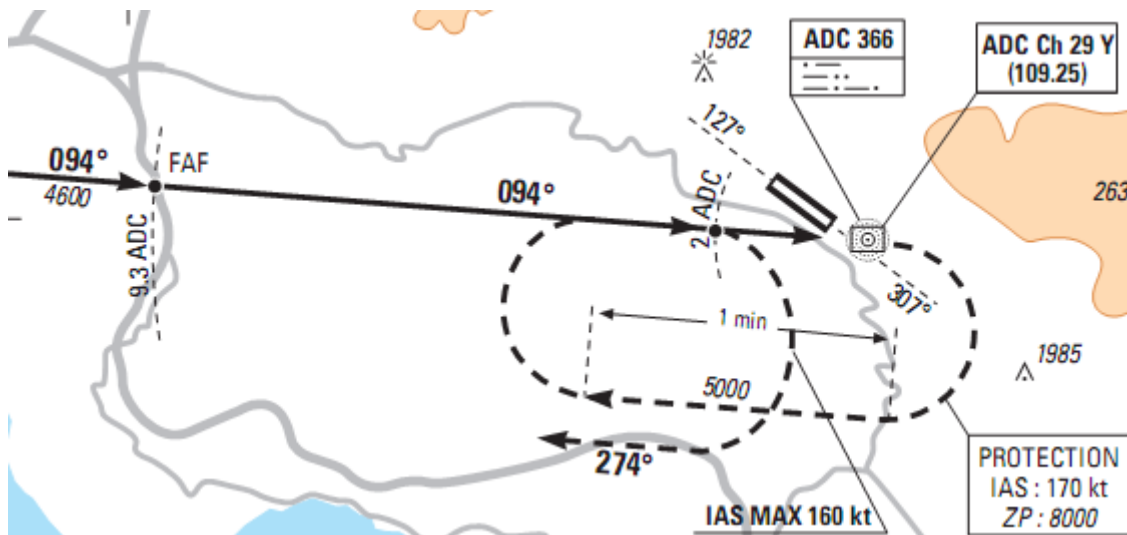 1982
ADC 366
ADC Ch 29 Y
(109.25)
127°
094°
4600
FAF
094°
2 ADC
9.3 ADC
263
307°
1 min
1985
5000
274°
IAS MAX 160 kt
PROTECTION
IAS : 170 kt
ZP : 8000